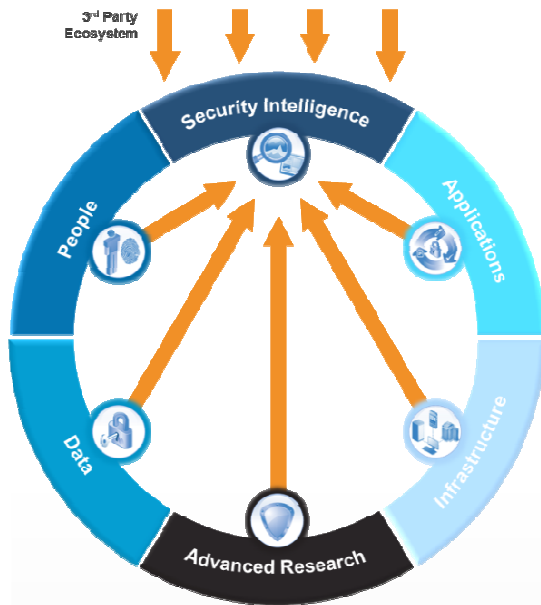 3rd Party
Ecosystem
Security Intelligence
People
Applications
Data
Infrastructure
Advanced Research